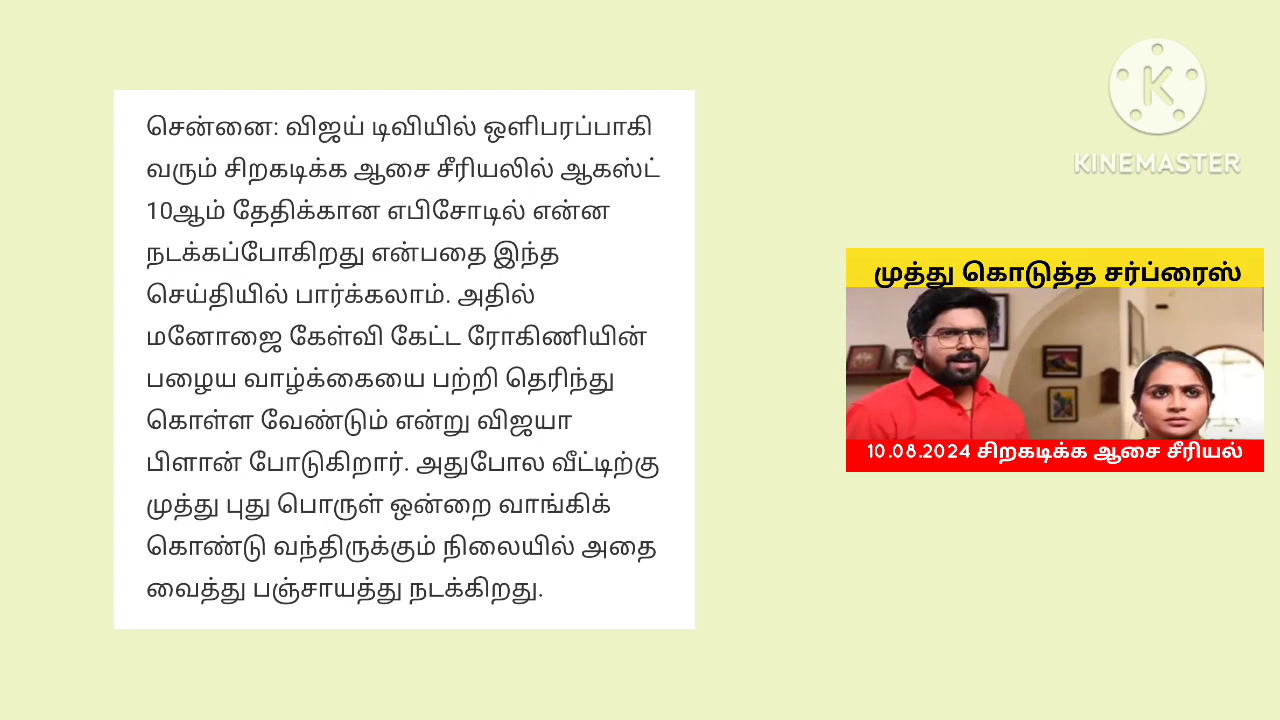 சென்னை: விஜய் டிவியில் ஒளிபரப்பாகி
வரும் சிறகடிக்க ஆசை சீரியலில் ஆகஸ்ட்
10ஆம் தேதிக்கான எபிசோடில் என்ன
நடக்கப்போகிறது என்பதை இந்த
செய்தியில் பார்க்கலாம். அதில்
மனோஜை கேள்வி கேட்ட ரோகிணியின்
பழைய வாழ்க்கையை பற்றி தெரிந்து
கொள்ள வேண்டும் என்று விஜயா
பிளான் போடுகிறார். அதுபோல வீட்டிற்கு
முத்து புது பொருள் ஒன்றை வாங்கிக்
கொண்டு வந்திருக்கும் நிலையில் அதை
வைத்து பஞ்சாயத்து நடக்கிறது.
K
KINEMASTER
முத்து கொடுத்த சர்ப்ரைஸ்
10.08.2024 சிறகடிக்க ஆசை சீரியல்